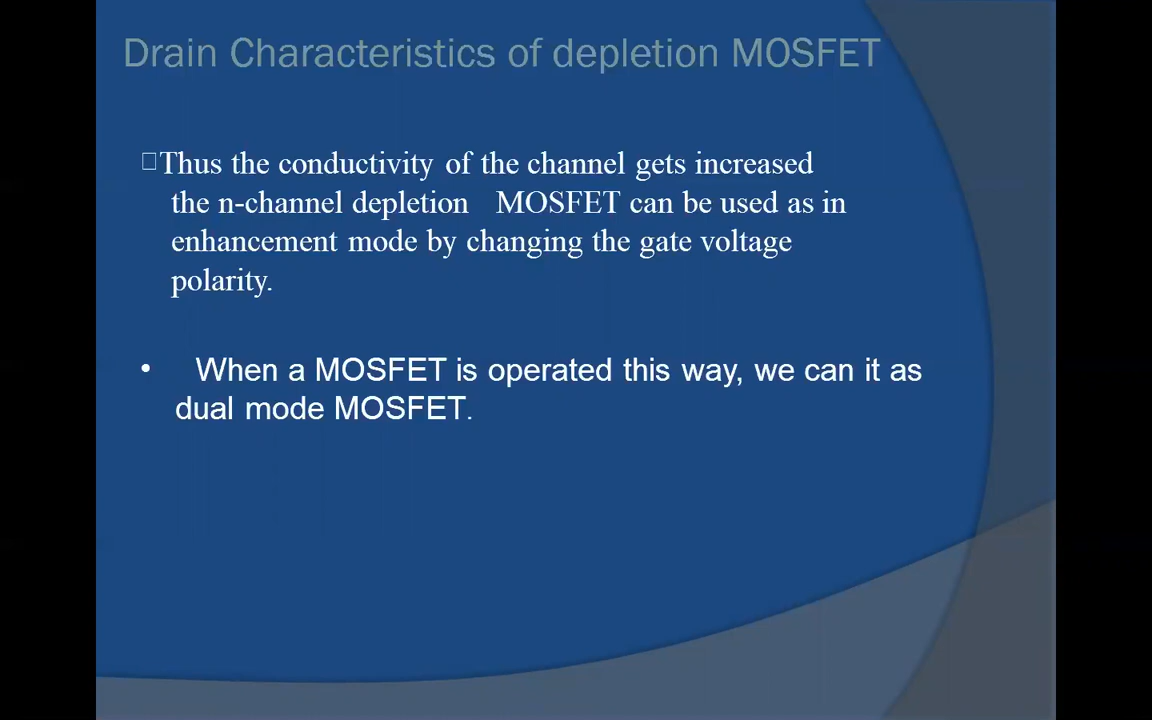 Drain Characteristics of depletion MOSFET
Thus the conductivity of the channel gets increased
the n-channel depletion MOSFET can be used as in
enhancement mode by changing the gate voltage
polarity.
• When a MOSFET is operated this way, we can it as
dual mode MOSFET.